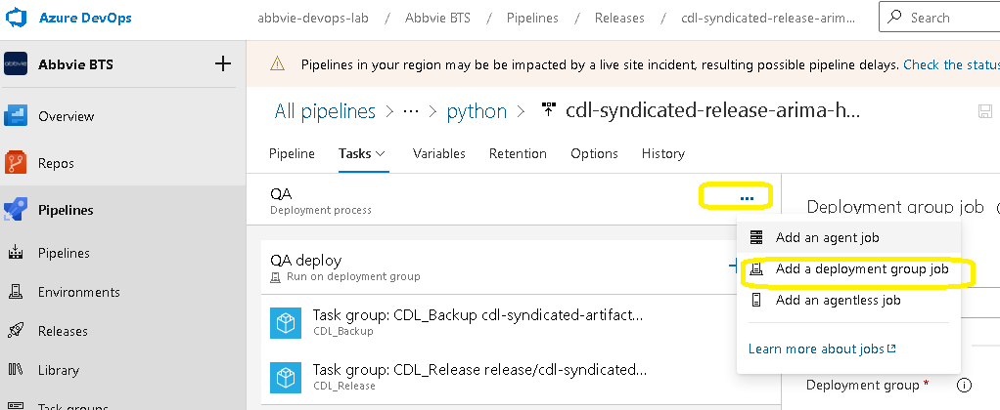 Azure DevOps
abbvie-devops-lab / Abbvie BTS / Pipelines / Releases / cdl-syndicated-release-arim...
Search
abbvie
Abbvie BTS
Pipelines in your region may be be impacted by a live site incident, resulting possible pipeline delays. Check the status
Overview
All pipelines > ... > python > cdl-syndicated-release-arima-h...
Repos
Pipeline Tasks Variables Retention Options History
Pipelines
QA
Deployment process
...
Deployment group job
Pipelines
Add an agent job
QA deploy
Run on deployment group
Add a deployment group job
Environments
Add an agentless job
Releases
Task group: CDL_Backup cdl-syndicated-artifact...
CDL_Backup
Learn more about jobs
Library
Task group: CDL_Release release/cdl-syndicated...
CDL_Release
Deployment group *
Task groups